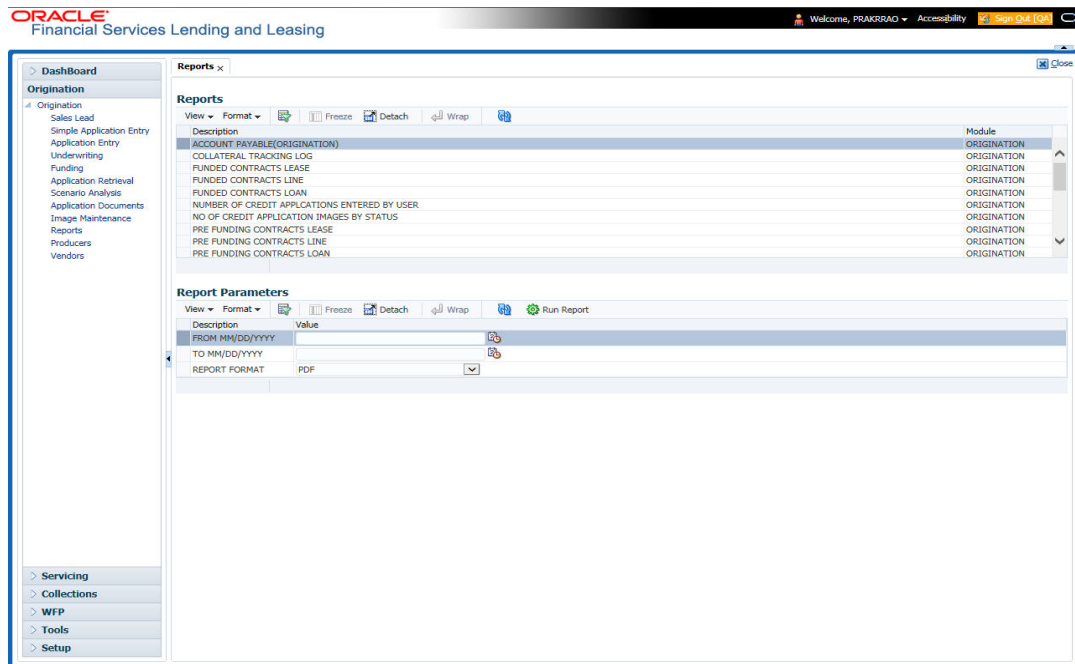 ORACLE
Financial Services Lending and Leasing
Welcome, PRAKRRAO Accessibility Sign Out [QA]
DashBoard
Origination
Origination
Sales Lead
Simple Application Entry
Application Entry
Underwriting
Funding
Application Retrieval
Scenario Analysis
Application Documents
Image Maintenance
Reports
Producers
Vendors
Servicing
Collections
WFP
Tools
Setup
Reports x
Close
Reports
View Format Freeze Detach Wrap
Description Module
ACCOUNT PAYABLE(ORIGINATION) ORIGINATION
COLLATERAL TRACKING LOG ORIGINATION
FUNDED CONTRACTS LEASE ORIGINATION
FUNDED CONTRACTS LINE ORIGINATION
FUNDED CONTRACTS LOAN ORIGINATION
NUMBER OF CREDIT APPLCATIONS ENTERED BY USER ORIGINATION
NO OF CREDIT APPLICATION IMAGES BY STATUS ORIGINATION
PRE FUNDING CONTRACTS LEASE ORIGINATION
PRE FUNDING CONTRACTS LINE ORIGINATION
PRE FUNDING CONTRACTS LOAN ORIGINATION
Report Parameters
View Format Freeze Detach Wrap Run Report
Description Value
FROM MM/DD/YYYY
TO MM/DD/YYYY
REPORT FORMAT PDF